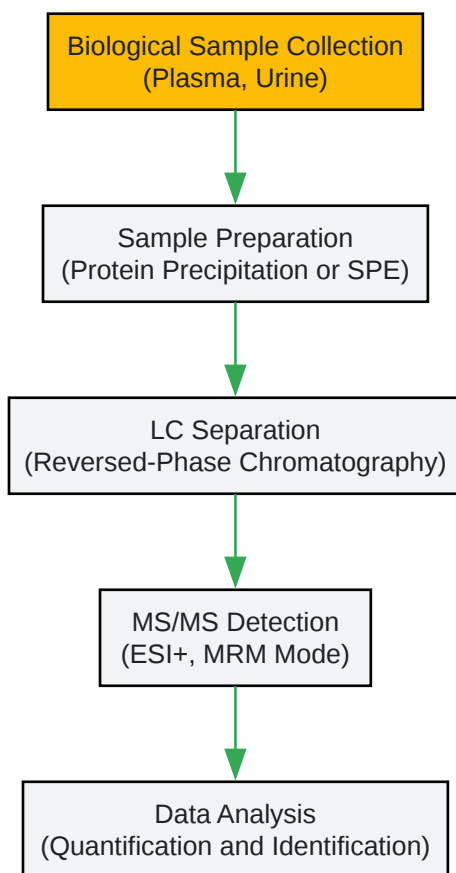 Biological Sample Collection
(Plasma, Urine)
Sample Preparation
(Protein Precipitation or SPE)
LC Separation
(Reversed-Phase Chromatography)
MS/MS Detection
(ESI+, MRM Mode)
Data Analysis
(Quantification and Identification)